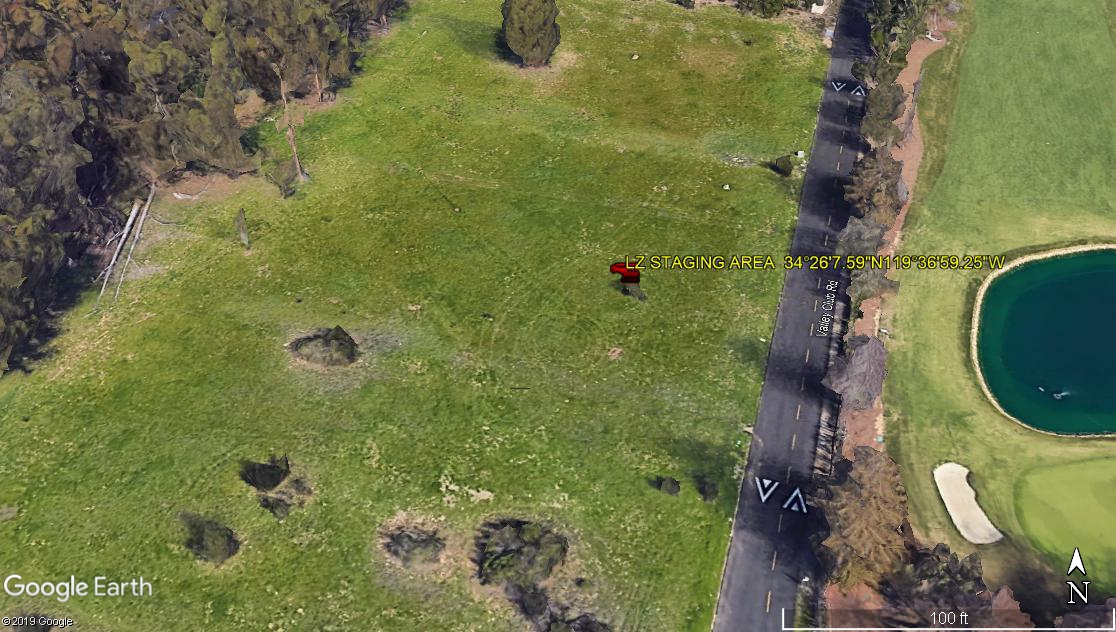 LZ STAGING AREA 34°26'7.59"N119°36'59.25"W
Valley Club Rd
Google Earth
©2019 Google
N
100 ft